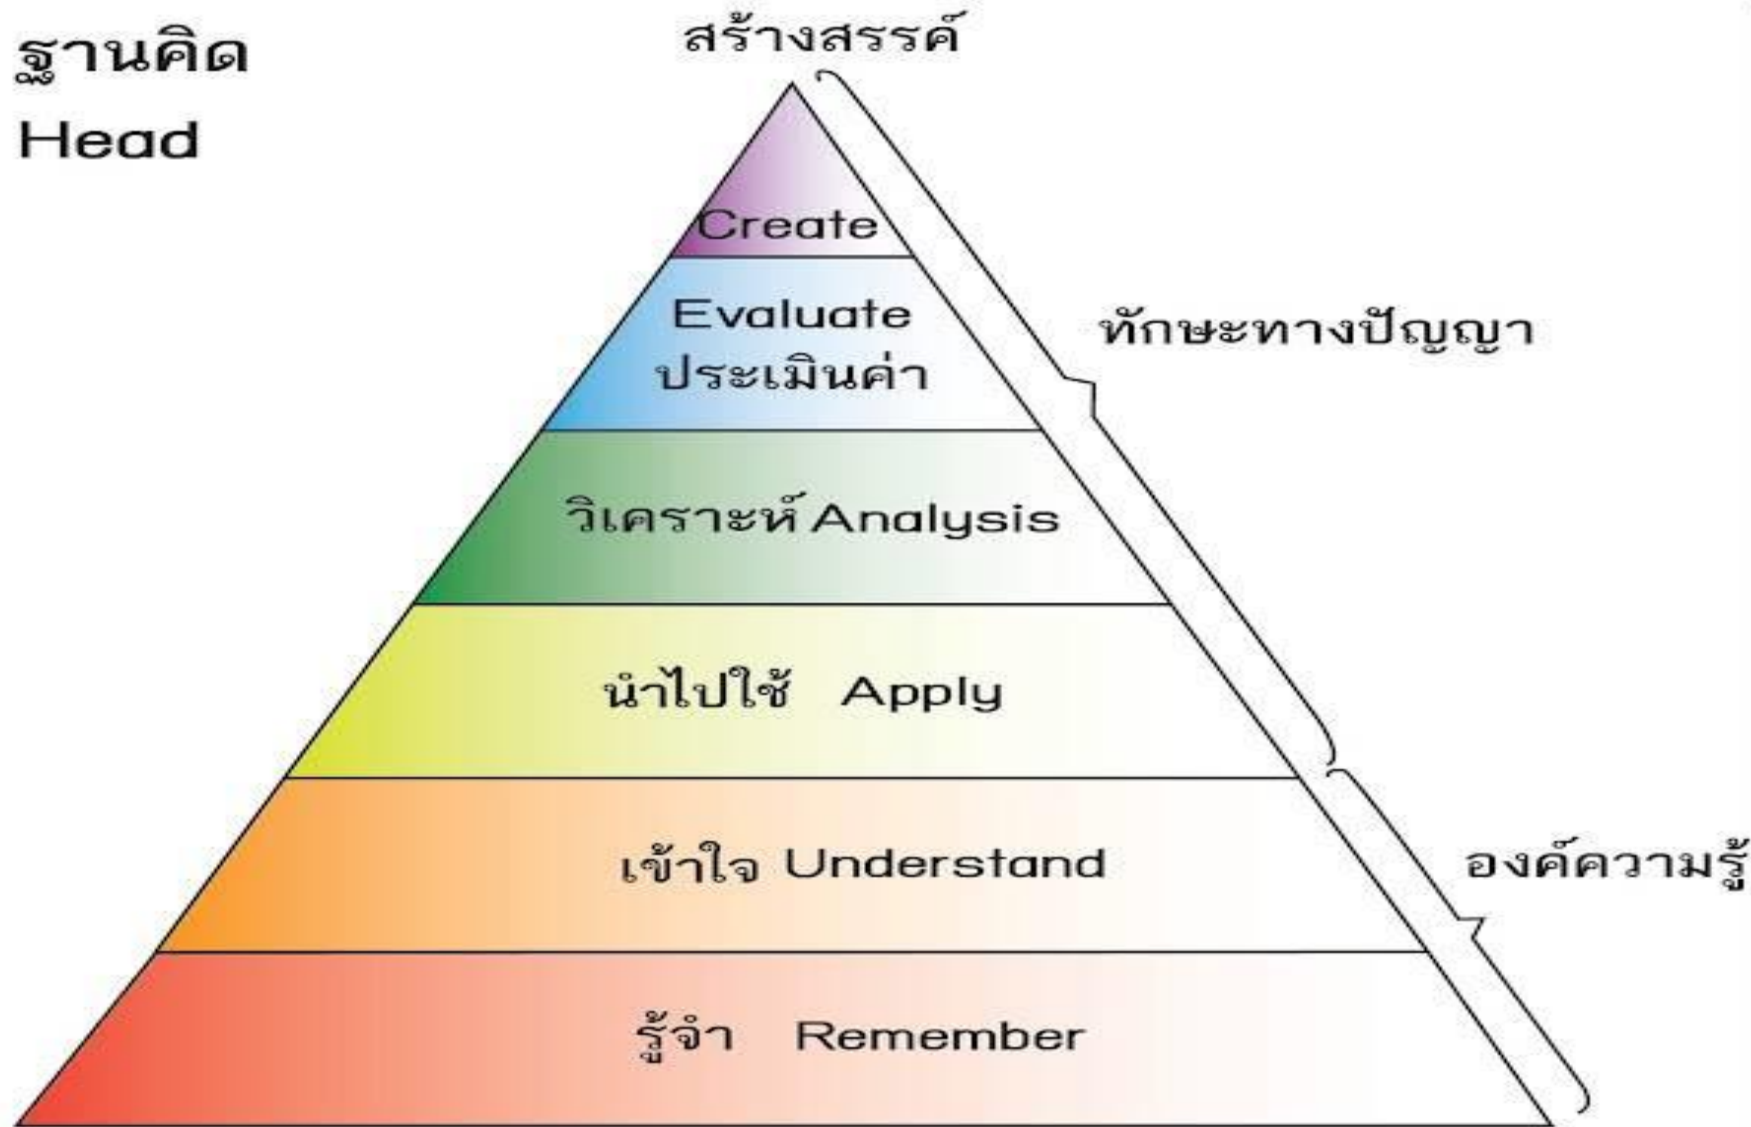 ฐานคิด
Head
สร้างสรรค์
Create
Evaluate
ประเมินค่า
ทักษะทางปัญญา
วิเคราะห์ Analysis
นำไปใช้ Apply
เข้าใจ Understand
องค์ความรู้
รู้จำ Remember